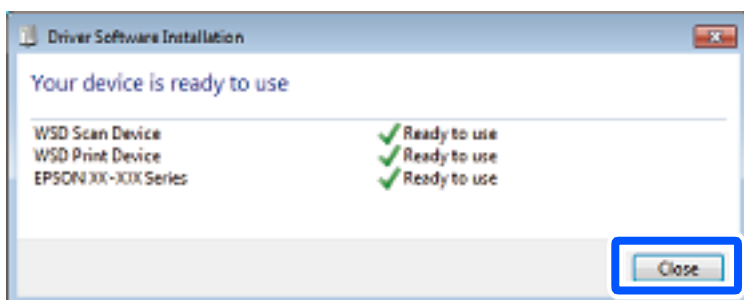 Driver Software Installation
Your device is ready to use
WSD Scan Device Ready to use
WSD Print Device Ready to use
EPSON XX-XXX Series Ready to use
Close